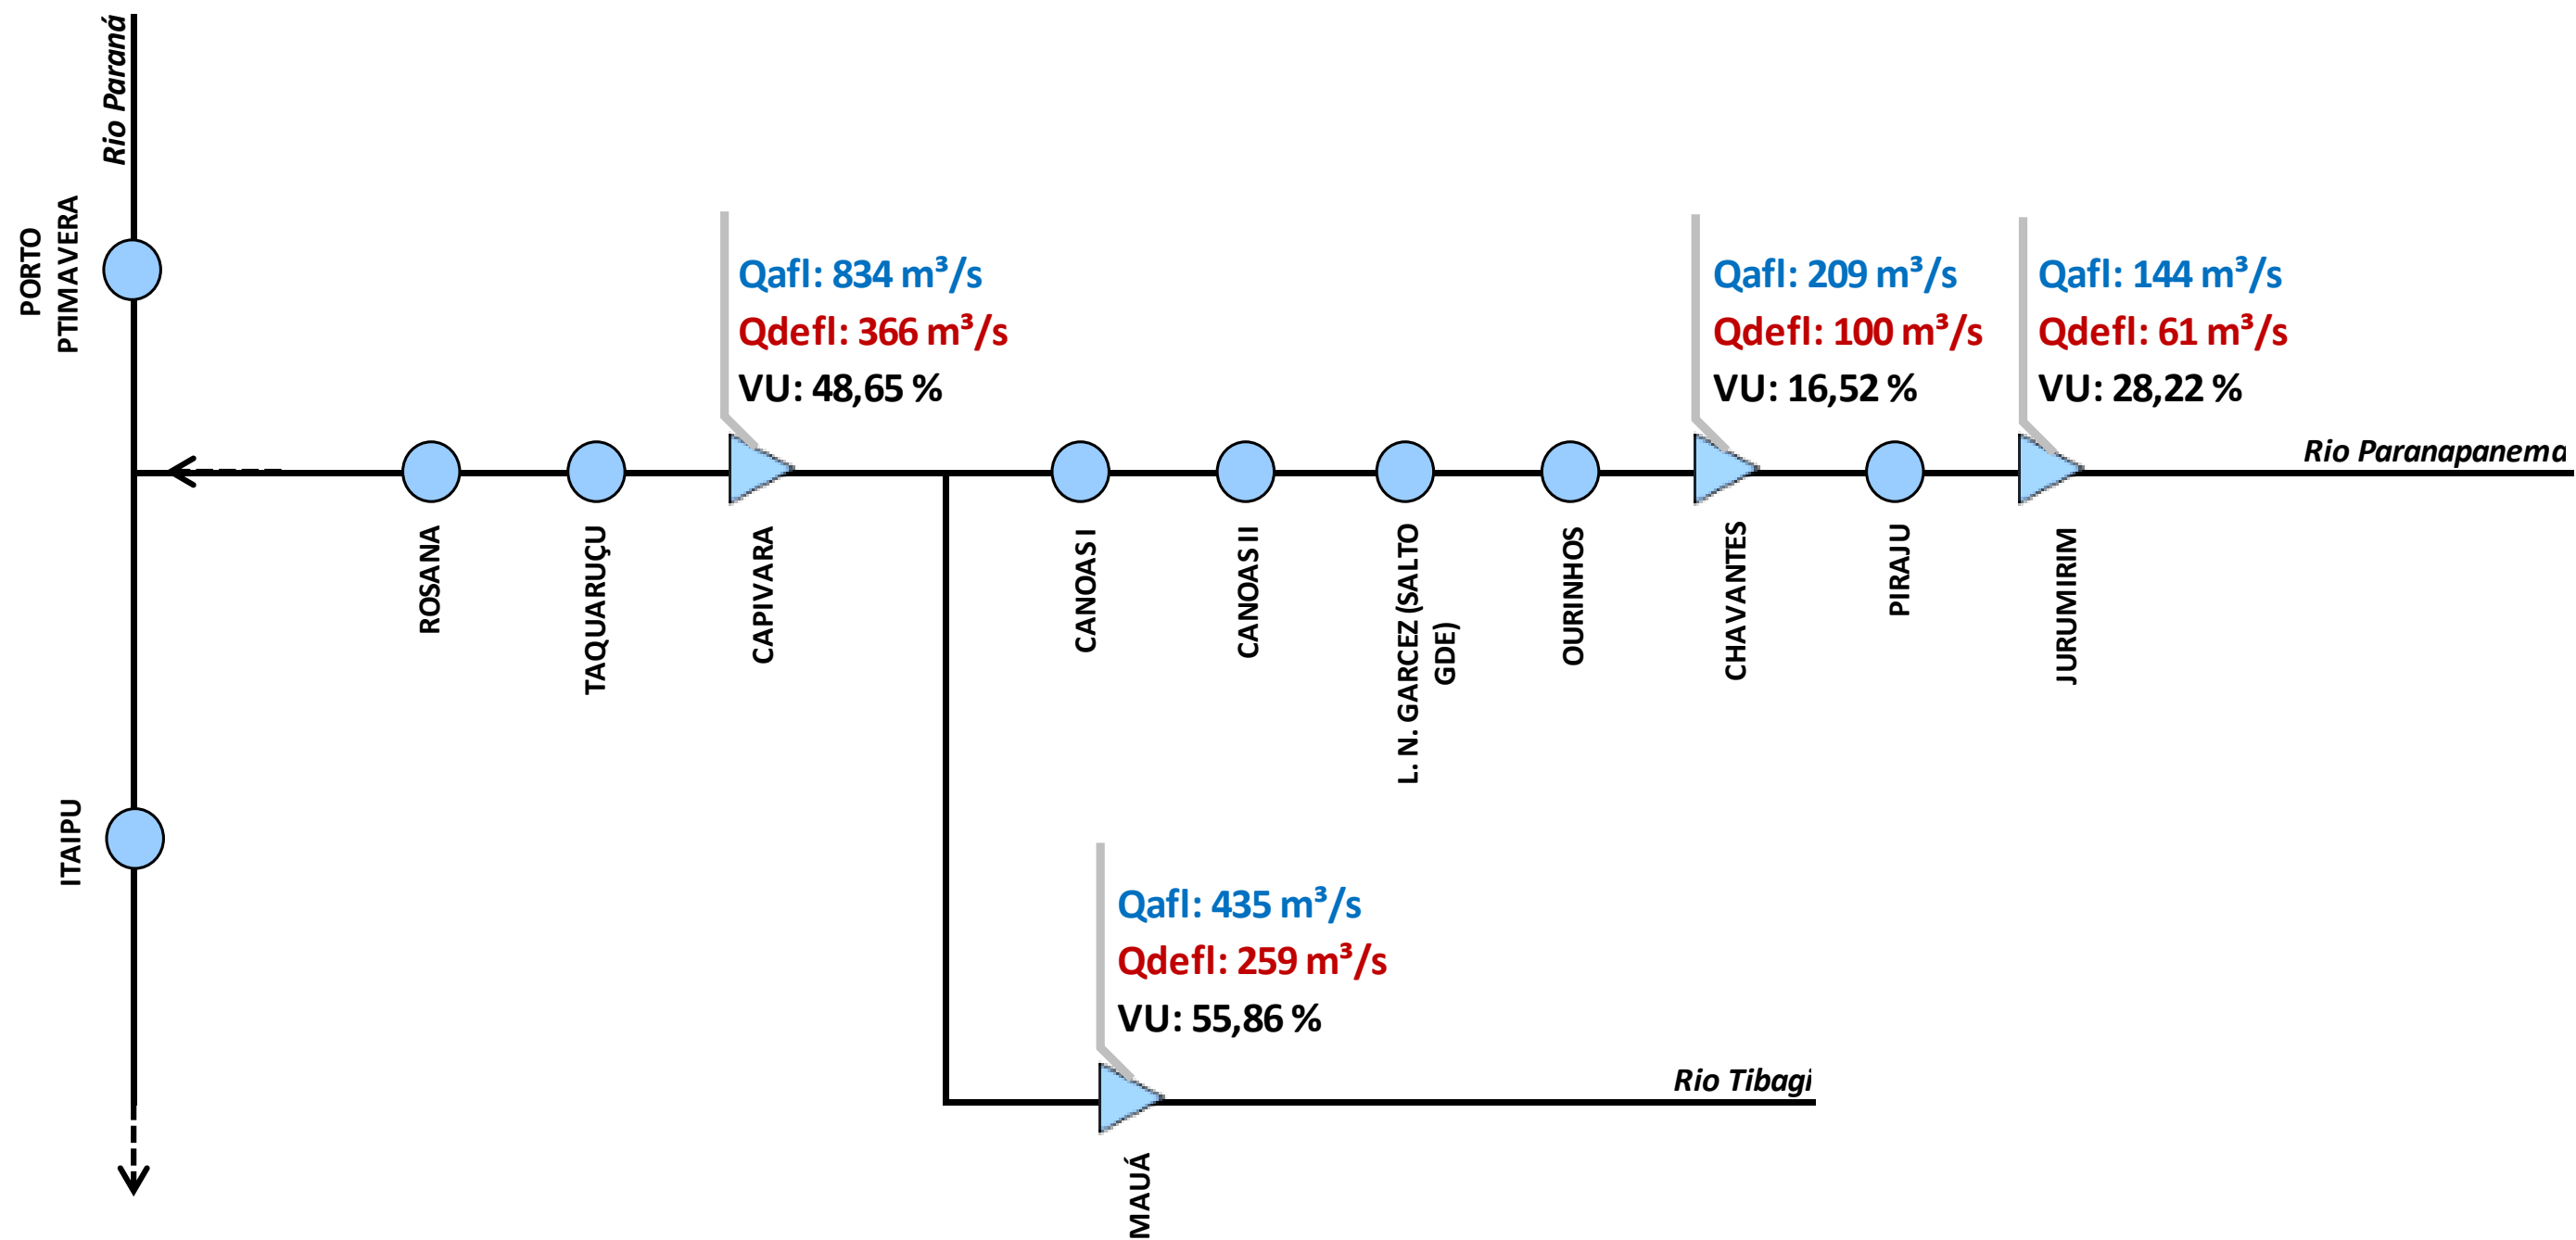 Rio Paraná
PORTO
PTIMAVERA
Qafl: 834 m³/s
Qdefl: 366 m³/s
VU: 48,65 %
Qafl: 209 m³/s
Qdefl: 100 m³/s
VU: 16,52 %
Qafl: 144 m³/s
Qdefl: 61 m³/s
VU: 28,22 %
Rio Paranapanema
ROSANA
TAQUARUÇU
CAPIVARA
CANOAS I
CANOAS II
L. N. GARCEZ (SALTO
GDE)
OURINHOS
CHAVANTES
PIRAJU
JURUMIRIM
ITAIPU
Qafl: 435 m³/s
Qdefl: 259 m³/s
VU: 55,86 %
Rio Tibagi
MAUÁ